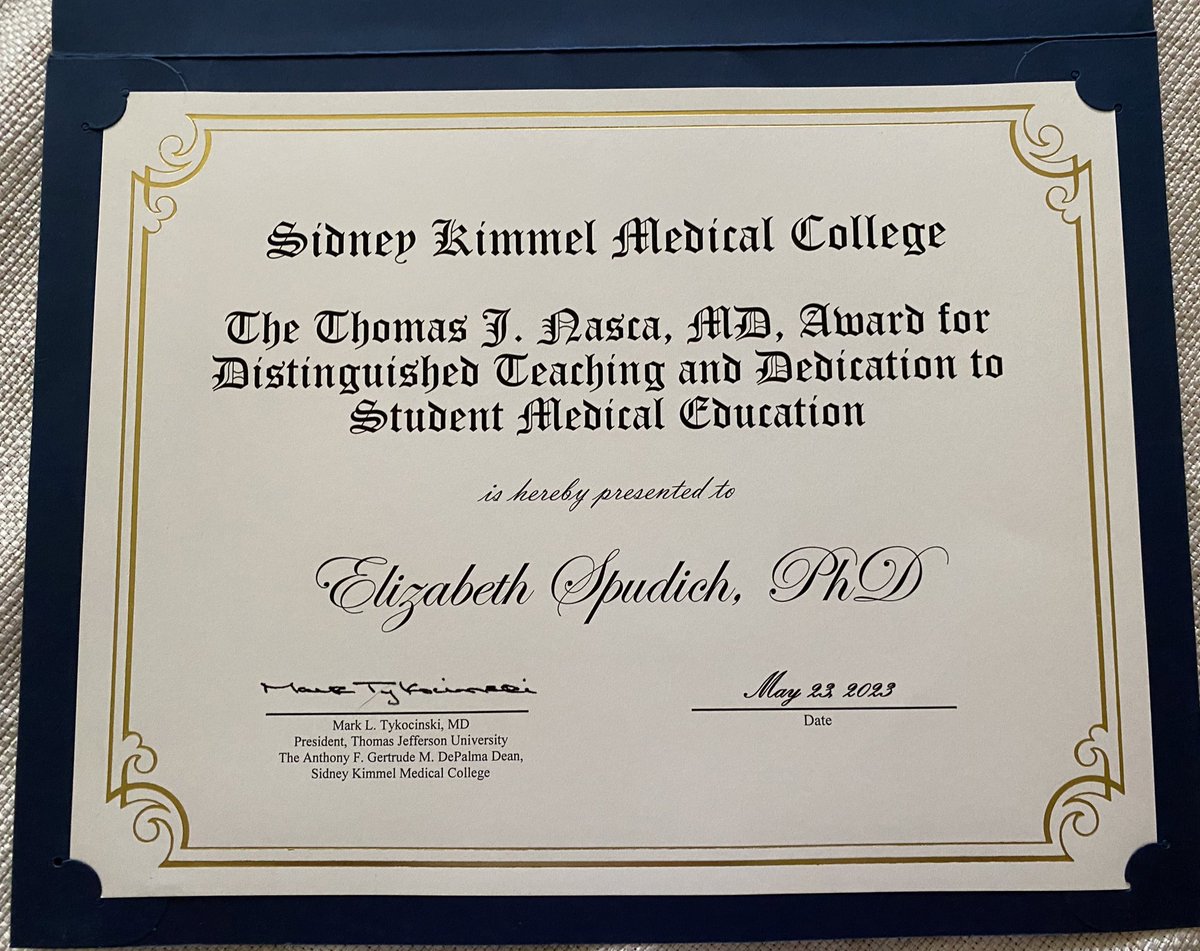 Sidney Kimmel Medical College
The Thomas J. Nasca, MD, Award for
Distinguished Teaching and Dedication to
Student Medical Education
is hereby presented to
Elizabeth Spudich, PhD
Mark Tykocinski
May 23, 2023
Mark L. Tykocinski, MD
Date
President, Thomas Jefferson University
The Anthony F. Gertrude M. DePalma Dean,
Sidney Kimmel Medical College